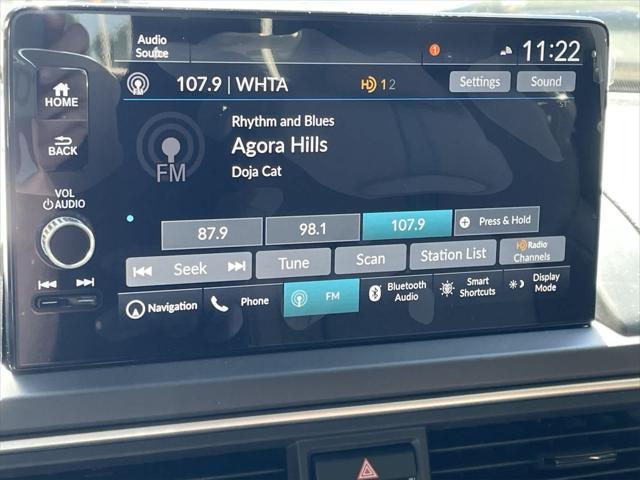 Audio
Source
1
11:22
107.9 | WHTA
HD 1 2
Settings
Sound
HOME
BACK
VOL
AUDIO
FM
Rhythm and Blues
Agora Hills
Doja Cat
ST
87.9
98.1
107.9
Press & Hold
Seek
Tune
Scan
Station List
HD Radio
Channels
Navigation
Phone
FM
Bluetooth
Audio
Smart
Shortcuts
Display
Mode